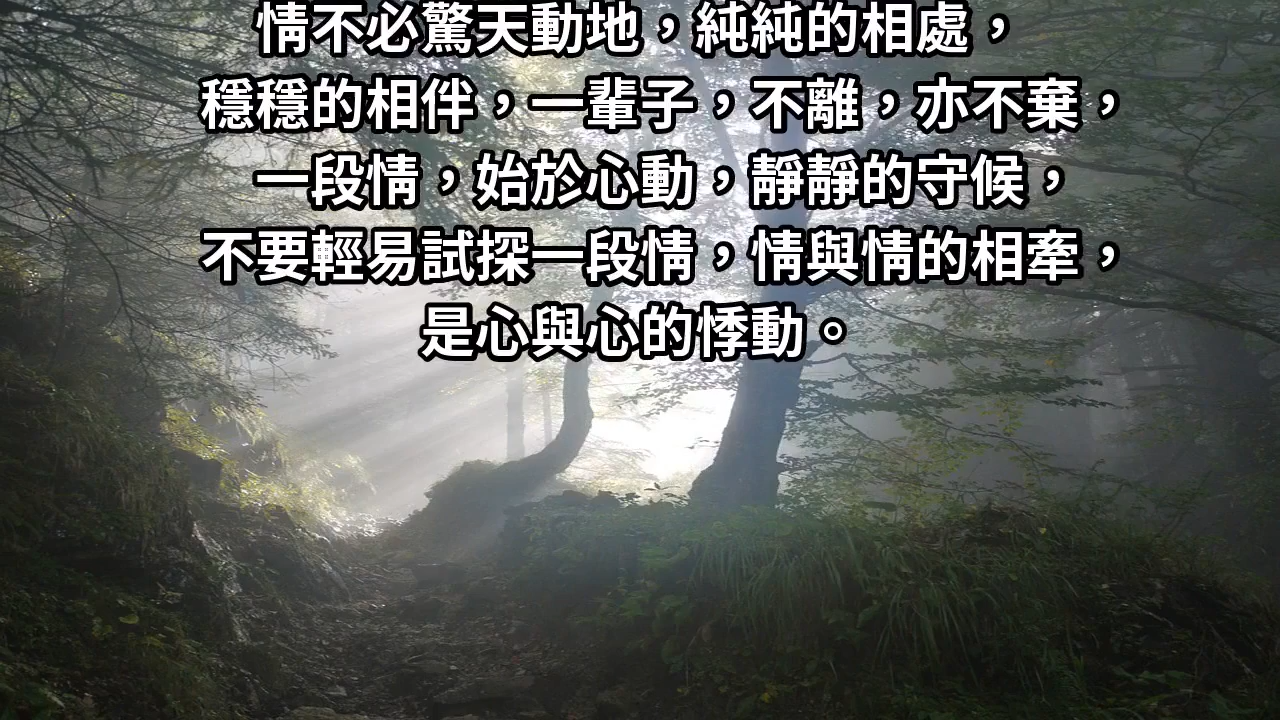 情不必驚天動地，純純的相處，
穩穩的相伴，一輩子，不離，亦不棄，
一段情，始於心動，靜靜的守候，
不要輕易試探一段情，情與情的相牽，
是心與心的悸動。